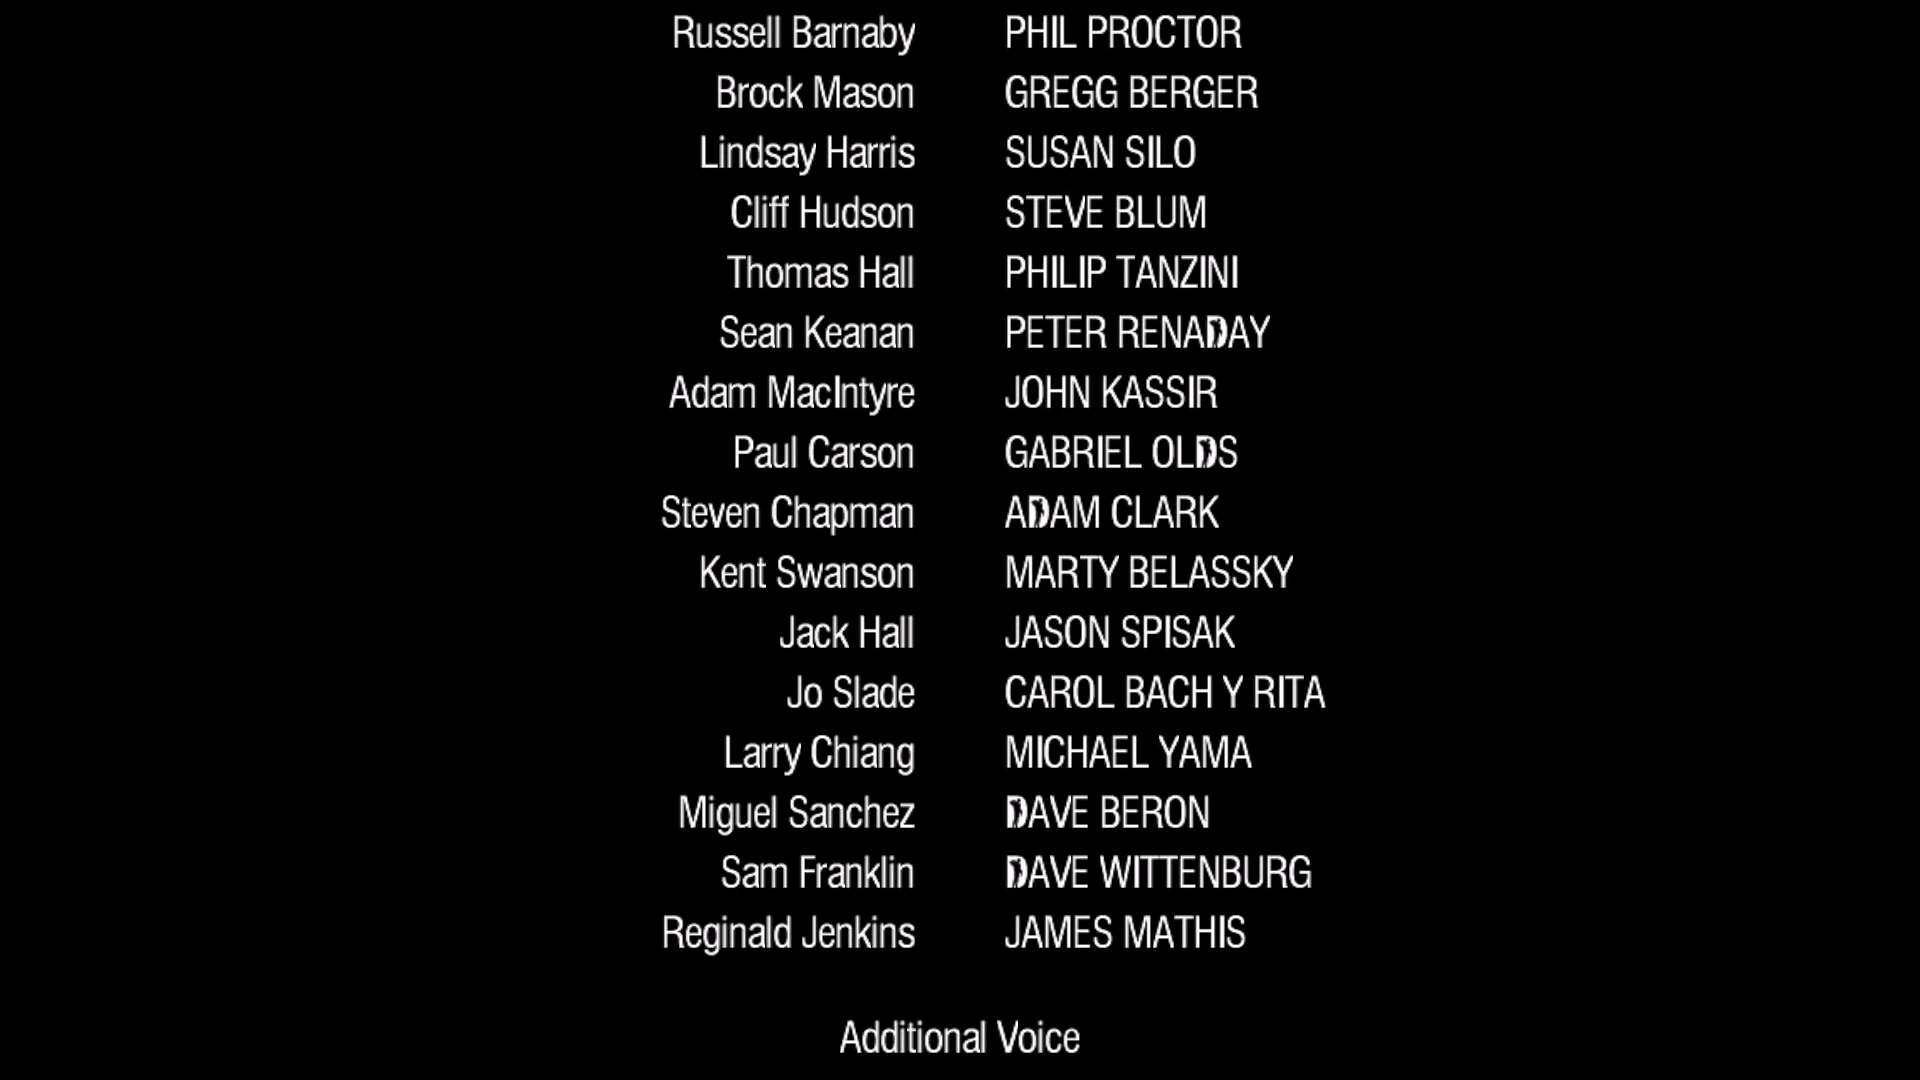 Russell Barnaby PHIL PROCTOR
Brock Mason GREGG BERGER
Lindsay Harris SUSAN SILO
Cliff Hudson STEVE BLUM
Thomas Hall PHILIP TANZINI
Sean Keanan PETER RENADAY
Adam MacIntyre JOHN KASSIR
Paul Carson GABRIEL OLDS
Steven Chapman ADAM CLARK
Kent Swanson MARTY BELASSKY
Jack Hall JASON SPISAK
Jo Slade CAROL BACH Y RITA
Larry Chiang MICHAEL YAMA
Miguel Sanchez DAVE BERON
Sam Franklin DAVE WITTENBURG
Reginald Jenkins JAMES MATHIS
Additional Voice